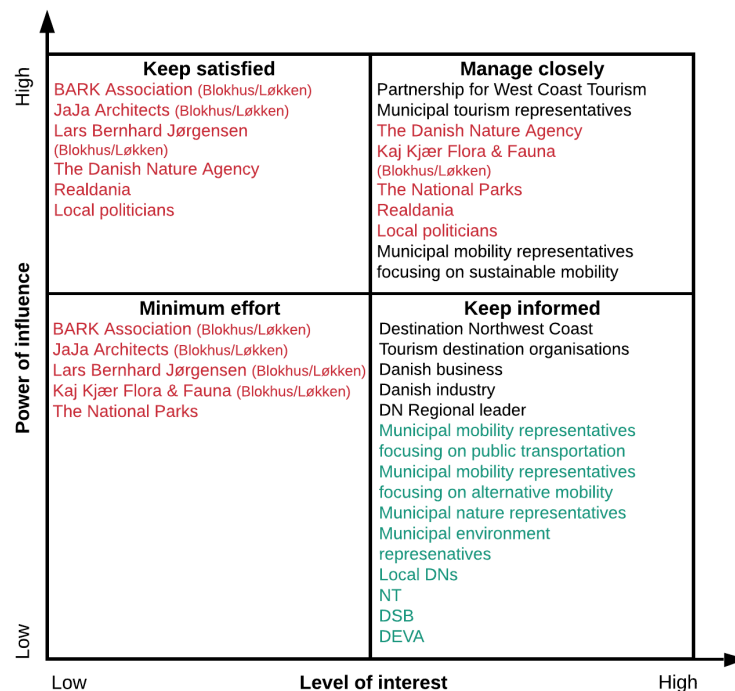 High
Power of influence
Low
Keep satisfied
BARK Association (Blokhus/Løkken)
JaJa Architects (Blokhus/Løkken)
Lars Bernhard Jørgensen
(Blokhus/Løkken)
The Danish Nature Agency
Realdania
Local politicians
Manage closely
Partnership for West Coast Tourism
Municipal tourism representatives
The Danish Nature Agency
Kaj Kjær Flora & Fauna
(Blokhus/Løkken)
The National Parks
Realdania
Local politicians
Municipal mobility representatives
focusing on sustainable mobility
Minimum effort
BARK Association (Blokhus/Løkken)
JaJa Architects (Blokhus/Løkken)
Lars Bernhard Jørgensen (Blokhus/Løkken)
Kaj Kjær Flora & Fauna (Blokhus/Løkken)
The National Parks
Keep informed
Destination Northwest Coast
Tourism destination organisations
Danish business
Danish industry
DN Regional leader
Municipal mobility representatives
focusing on public transportation
Municipal mobility representatives
focusing on alternative mobility
Municipal nature representatives
Municipal environment
represenatives
Local DNs
NT
DSB
DEVA
Low
Level of interest
High